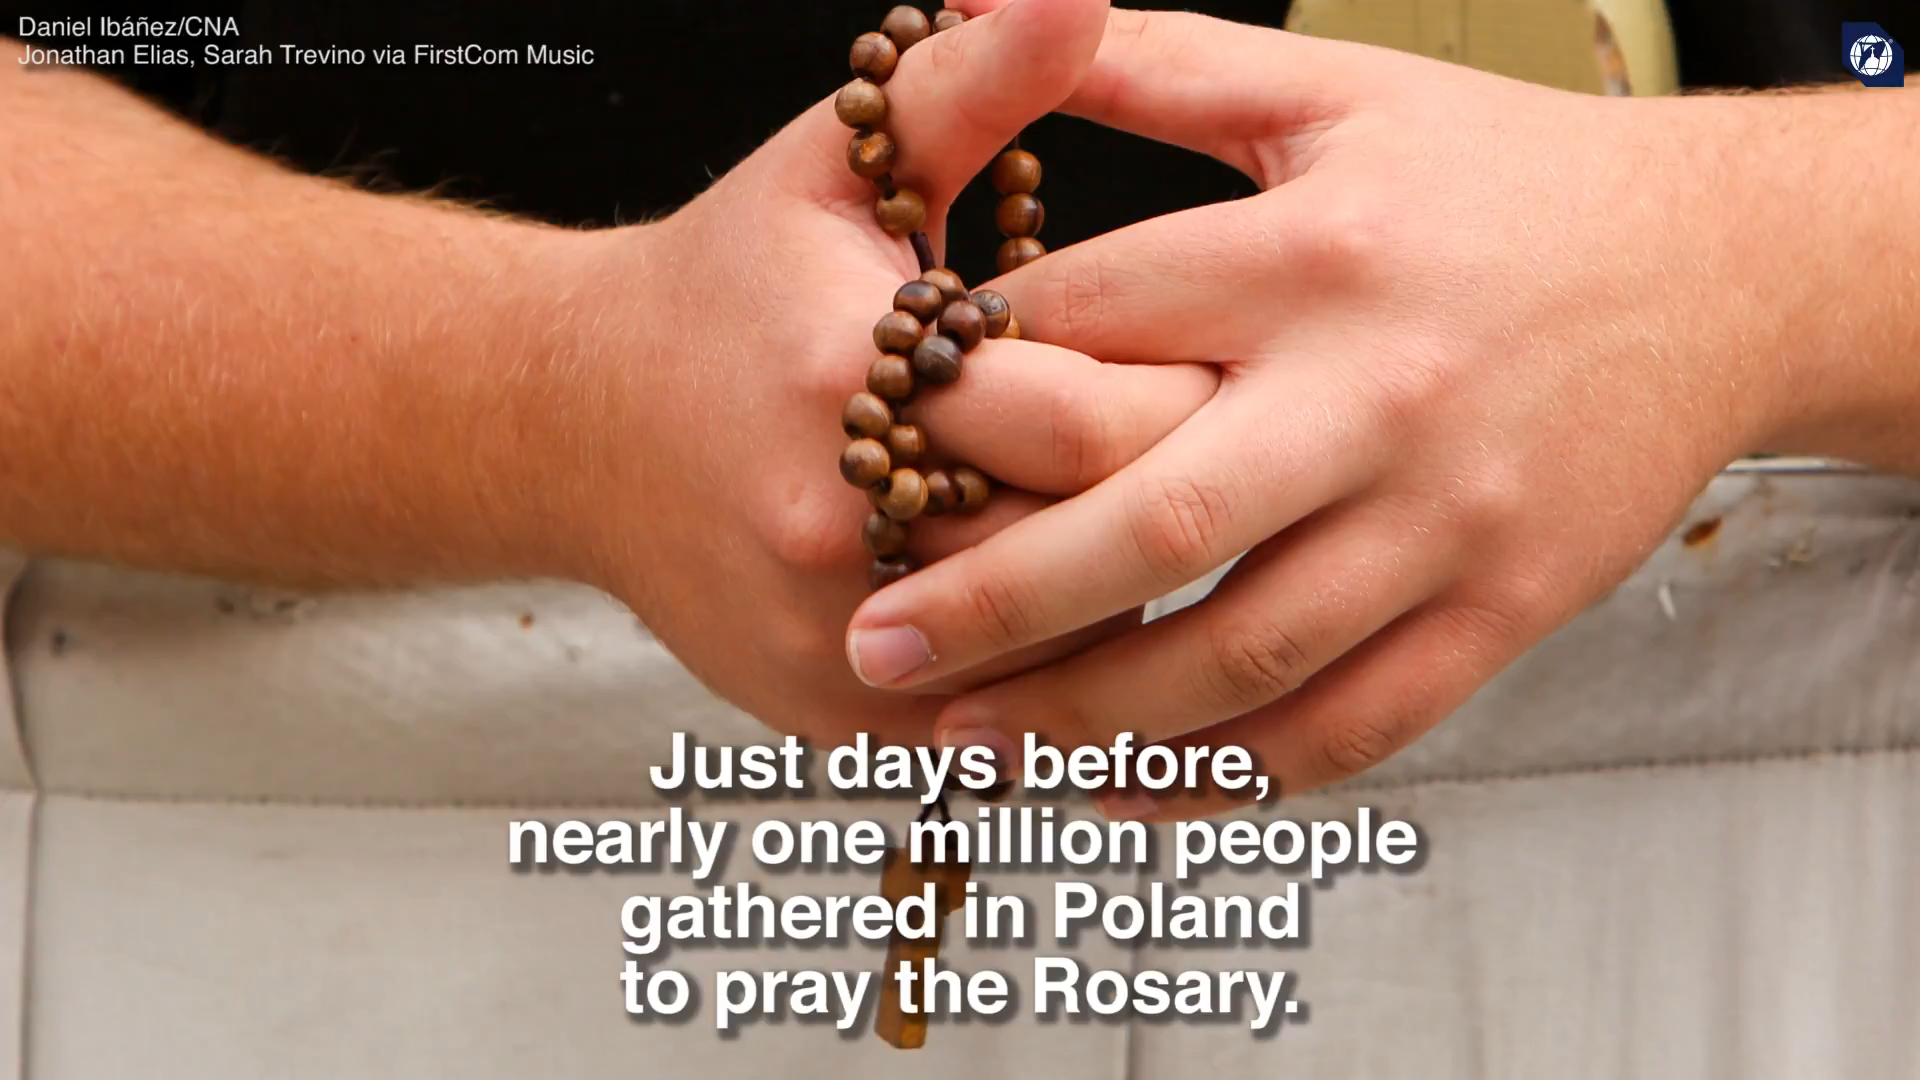 Daniel Ibáñez/CNA
Jonathan Elias, Sarah Trevino via FirstCom Music
Just days before,
nearly one million people
gathered in Poland
to pray the Rosary.